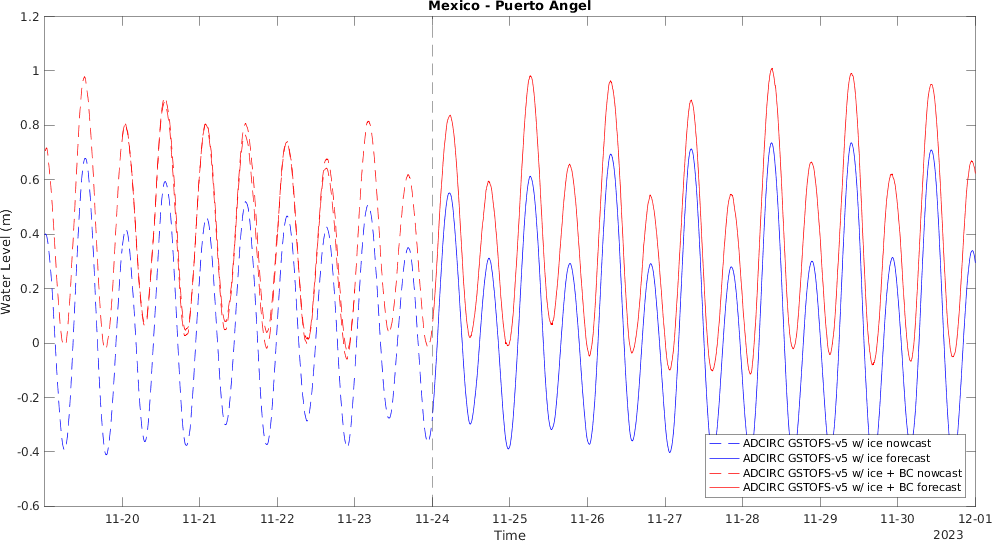 Mexico - Puerto Angel
1.2
1
0.8
0.6
0.4
0.2
0
-0.2
-0.4
-0.6
Water Level (m)
ADCIRC GSTOFS-v5 w/ ice nowcast
ADCIRC GSTOFS-v5 w/ ice forecast
ADCIRC GSTOFS-v5 w/ ice + BC nowcast
ADCIRC GSTOFS-v5 w/ ice + BC forecast
11-20 11-21 11-22 11-23 11-24 11-25 11-26 11-27 11-28 11-29 11-30 12-01
Time
2023